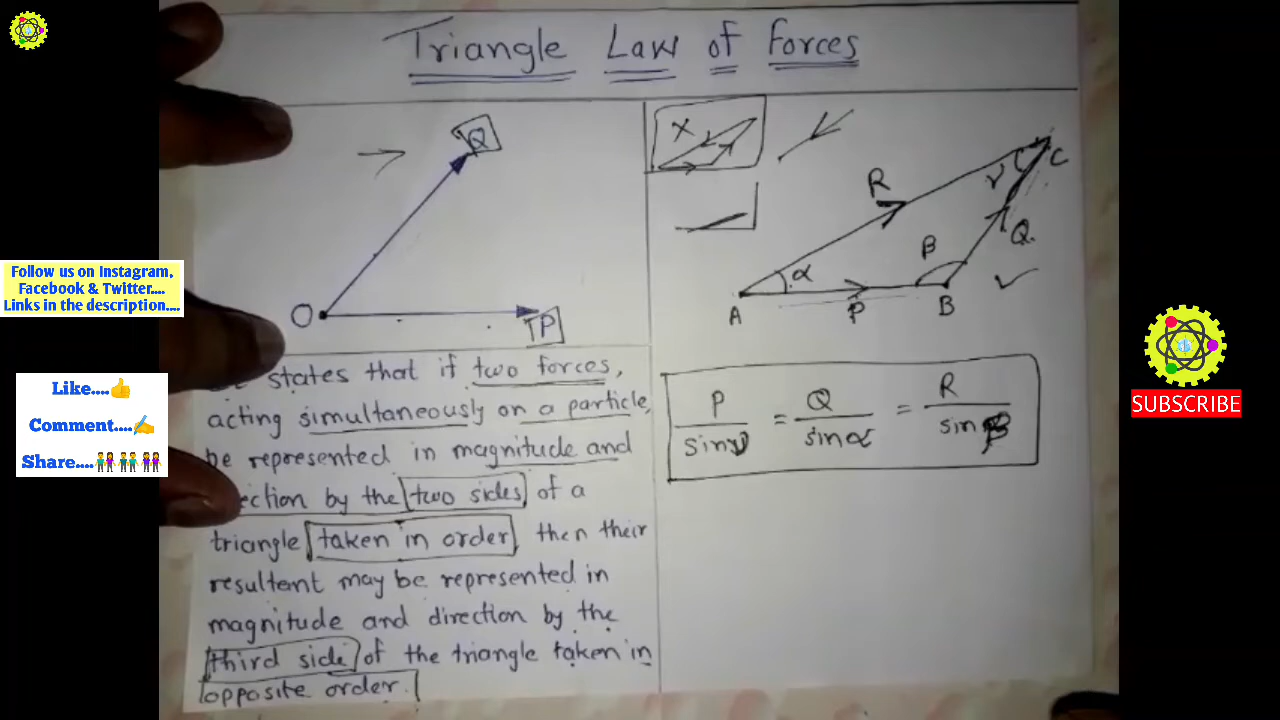 Triangle Law of Forces
Q
O
P
states that if two forces,
acting simultaneously on a particle,
be represented in magnitude and
ection by the two sides of a
triangle taken in order then their
resultant may be represented in
magnitude and direction by the
third side of the triangle taken in
opposite order.
X
R
C
γ
Q
β
α
A
P
B
P/sinγ = Q/sinα = R/sinβ
Follow us on Instagram,
Facebook & Twitter....
Links in the description....
Like....👍
Comment....✍
Share....👫👬👭
SUBSCRIBE